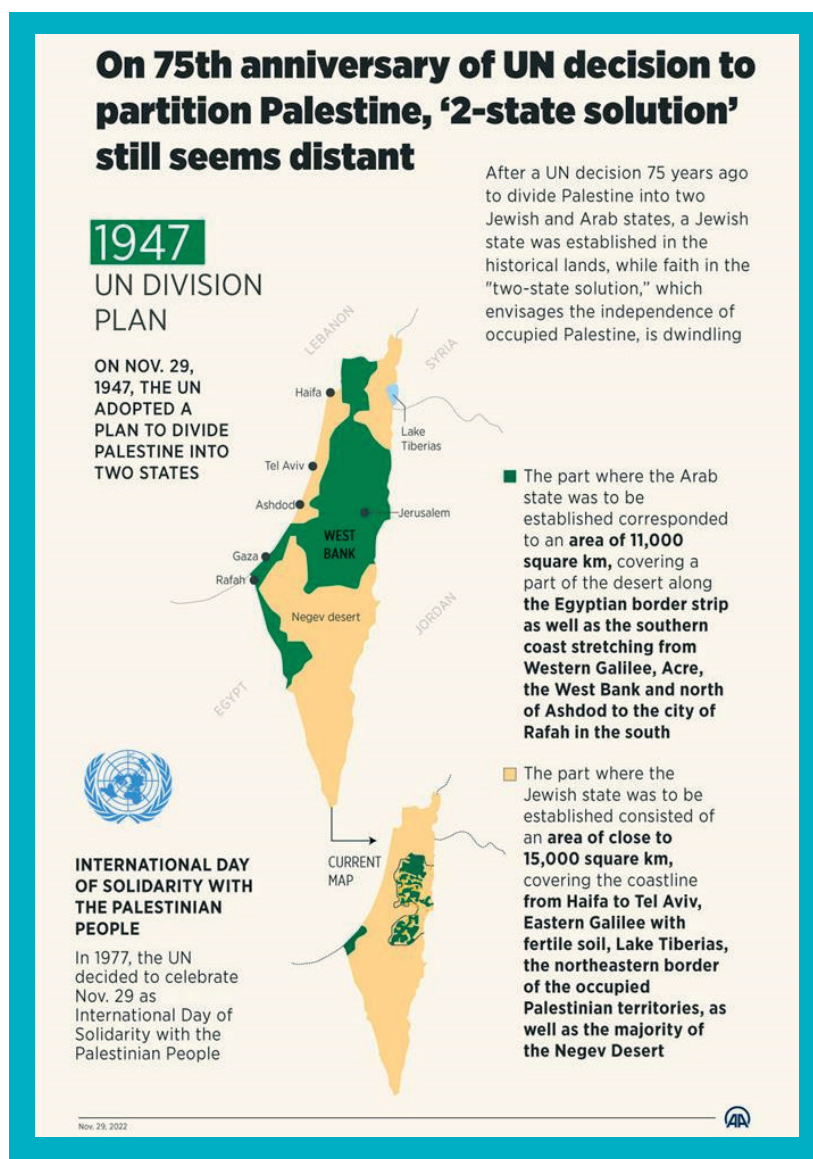 On 75th anniversary of UN decision to
partition Palestine, ‘2-state solution’
still seems distant
After a UN decision 75 years ago
to divide Palestine into two
Jewish and Arab states, a Jewish
state was established in the
historical lands, while faith in the
"two-state solution,” which
envisages the independence of
occupied Palestine, is dwindling
1947
UN DIVISION
PLAN
ON NOV. 29,
1947, THE UN
ADOPTED A
PLAN TO DIVIDE
PALESTINE INTO
TWO STATES
LEBANON
SYRIA
Haifa
Lake
Tiberias
Tel Aviv
Ashdod
Jerusalem
WEST
BANK
Gaza
Rafah
Negev desert
JORDAN
EGYPT
The part where the Arab
state was to be
established corresponded
to an area of 11,000
square km, covering a
part of the desert along
the Egyptian border strip
as well as the southern
coast stretching from
Western Galilee, Acre,
the West Bank and north
of Ashdod to the city of
Rafah in the south
The part where the
Jewish state was to be
established consisted of
an area of close to
15,000 square km,
covering the coastline
from Haifa to Tel Aviv,
Eastern Galilee with
fertile soil, Lake Tiberias,
the northeastern border
of the occupied
Palestinian territories, as
well as the majority of
the Negev Desert
CURRENT
MAP
INTERNATIONAL DAY
OF SOLIDARITY WITH
THE PALESTINIAN
PEOPLE
In 1977, the UN
decided to celebrate
Nov. 29 as
International Day of
Solidarity with the
Palestinian People
Nov. 29, 2022
AA